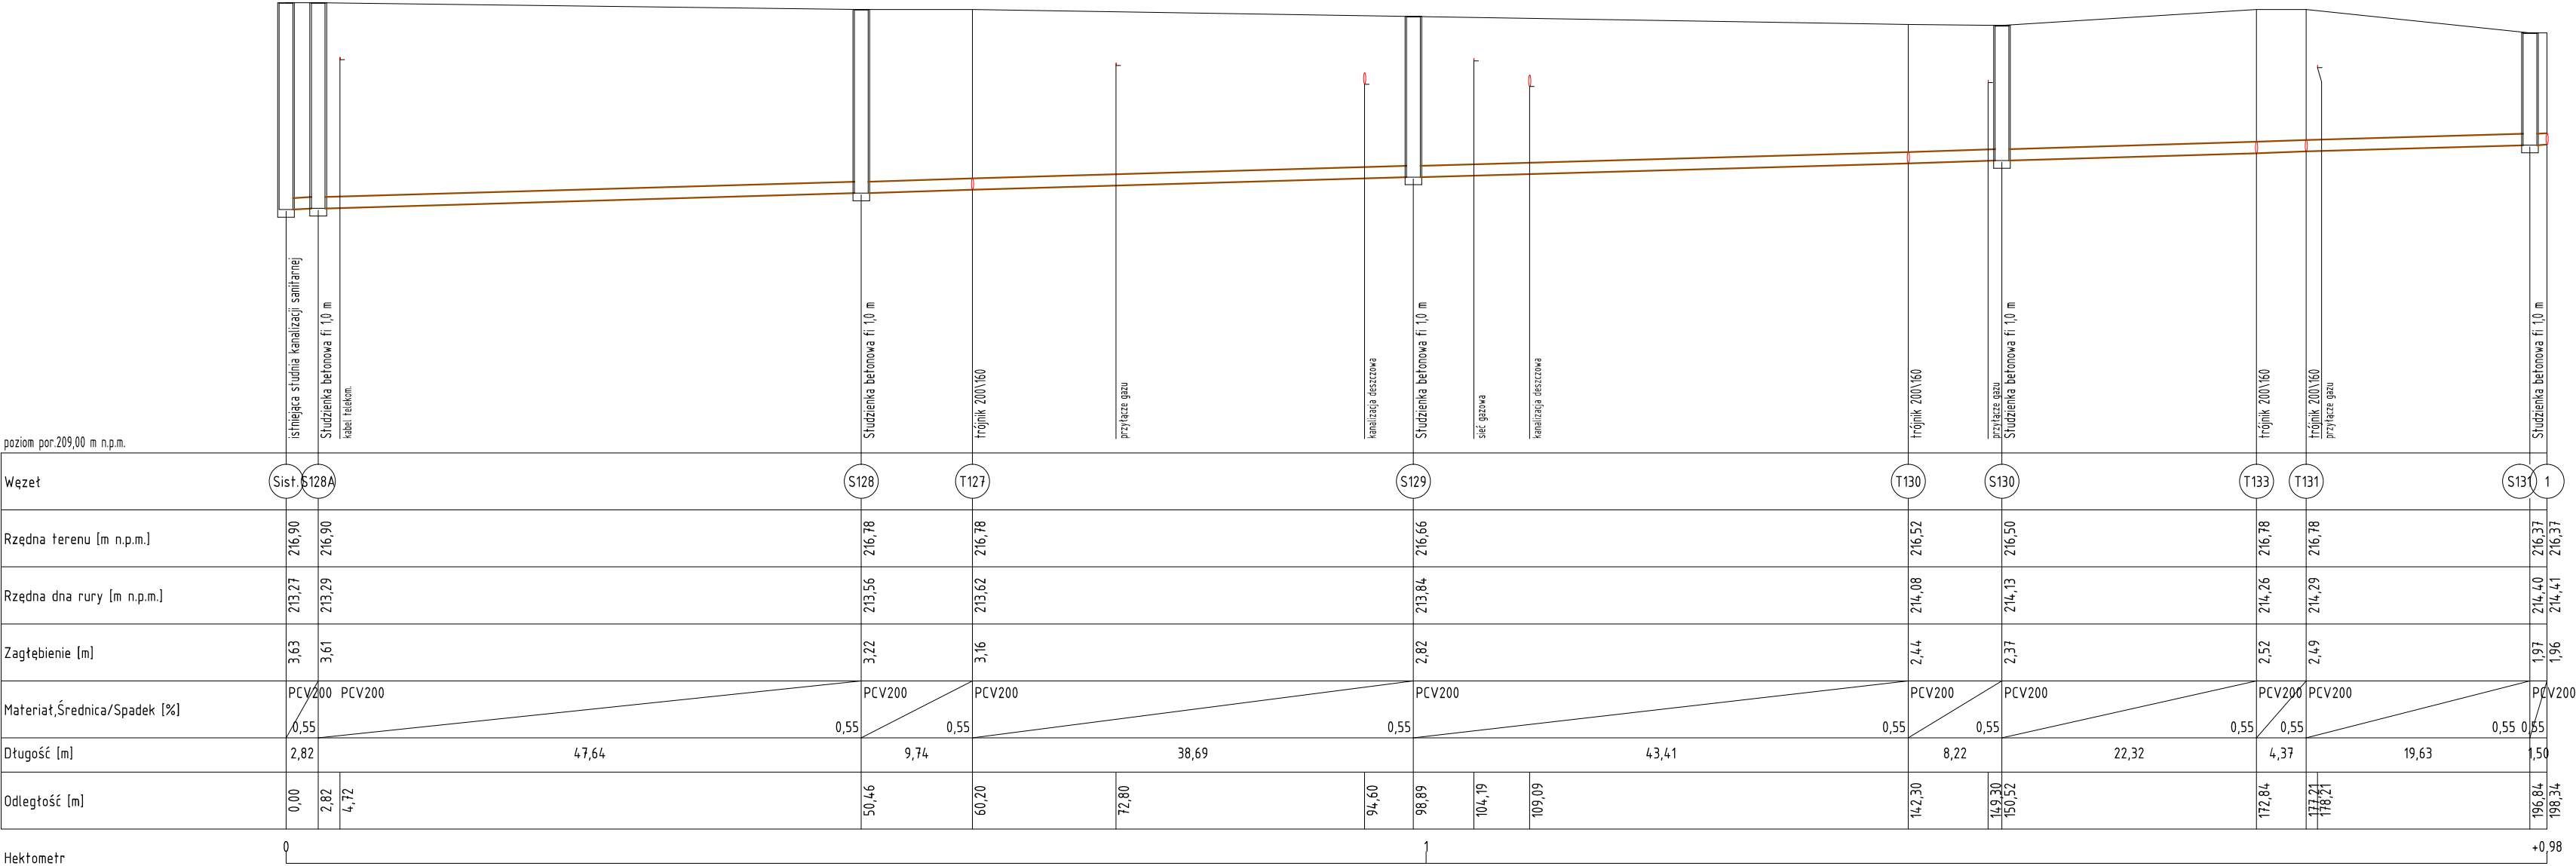 istniejąca studnia kanalizacji sanitarnej
Studzienka betonowa fi 1,0 m
kabel telekom.
Studzienka betonowa fi 1,0 m
trójnik 200\160
przyłącze gazu
kanalizacja deszczowa
Studzienka betonowa fi 1,0 m
sieć gazowa
kanalizacja deszczowa
trójnik 200\160
przyłącze gazu
Studzienka betonowa fi 1,0 m
trójnik 200\160
trójnik 200\160
przyłącze gazu
Studzienka betonowa fi 1,0 m
poziom por.209,00 m n.p.m.
Węzeł Sist. S128A S128 T127 S129 T130 S130 T133 T131 S131 1
Rzędna terenu [m n.p.m.] 216,90 216,90 216,78 216,78 216,66 216,52 216,50 216,78 216,78 216,37 216,37
Rzędna dna rury [m n.p.m.] 213,27 213,29 213,56 213,62 213,84 214,08 214,13 214,26 214,29 214,40 214,41
Zagłębienie [m] 3,63 3,61 3,22 3,16 2,82 2,44 2,37 2,52 2,49 1,97 1,96
PCV200 PCV200 PCV200 PCV200 PCV200 PCV200 PCV200 PCV200 PCV200 PCV200
Materiał,Średnica/Spadek [%]
0,55 0,55 0,55 0,55 0,55 0,55 0,55 0,55 0,55 0,55
Długość [m] 2,82 47,64 9,74 38,69 43,41 8,22 22,32 4,37 19,63 1,50
Odległość [m] 0,00 2,82 4,72 50,46 60,20 72,80 94,60 98,89 104,19 109,09 142,30 149,30 150,52 172,84 177,21 178,21 196,84 198,34
0 1 +0,98
Hektometr